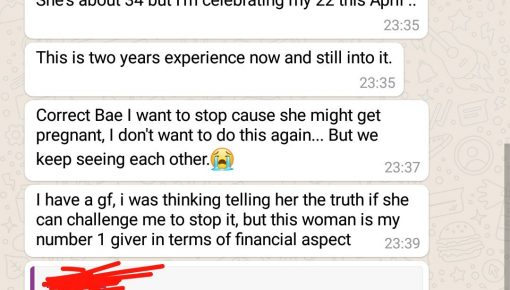 She's about 34 but I'm celebrating my 22 this April ..
23:35
This is two years experience now and still into it.
23:35
Correct Bae I want to stop cause she might get
pregnant, I don't want to do this again... But we
keep seeing each other.😭
23:37
I have a gf, i was thinking telling her the truth if she
can challenge me to stop it, but this woman is my
number 1 giver in terms of financial aspect
23:39